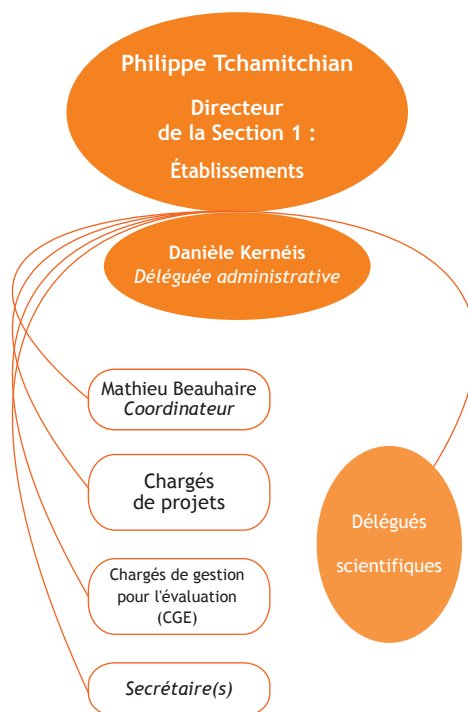 Philippe Tchamitchian
Directeur
de la Section 1 :
Établissements
Danièle Kernéis
Déléguée administrative
Mathieu Beauhaire
Coordinateur
Chargés
de projets
Chargés de gestion
pour l'évaluation
(CGE)
Secrétaire(s)
Délégués
scientifiques